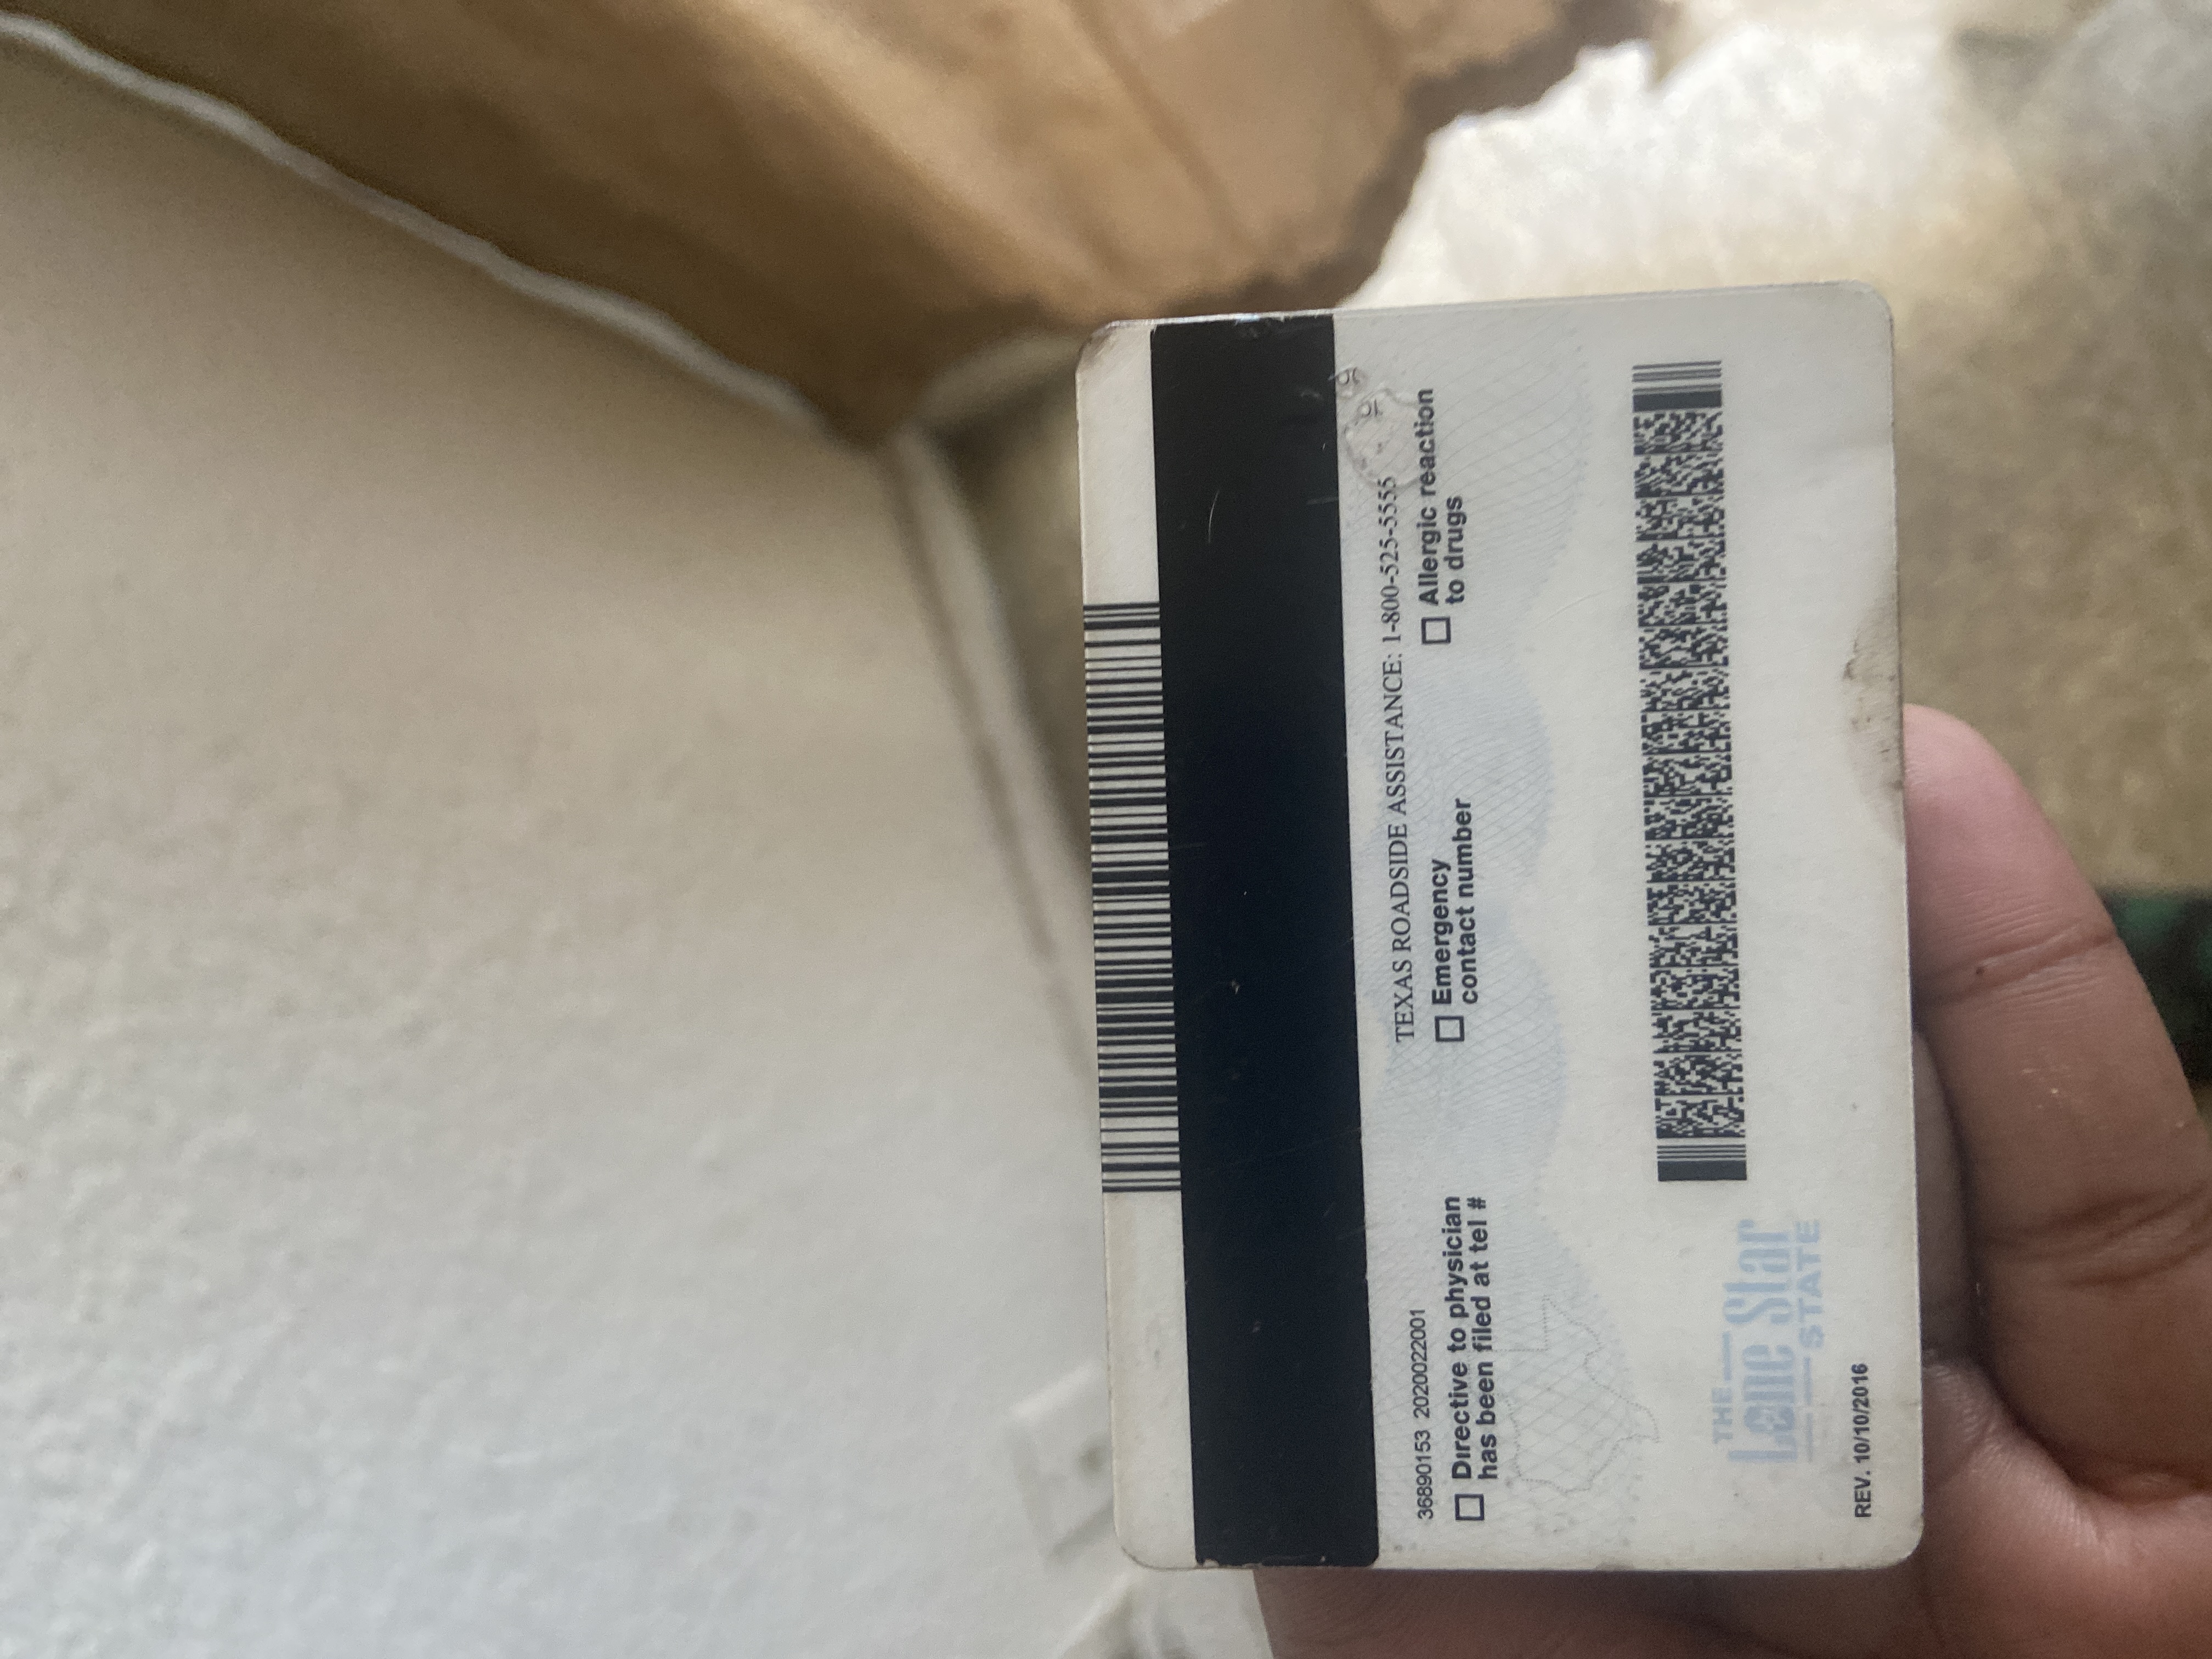 TEXAS ROADSIDE ASSISTANCE: 1-800-525-5555
36890153 2020022001
Directive to physician
has been filed at tel #
Emergency
contact number
Allergic reaction
to drugs
THE
Lone Star
STATE
REV. 10/10/2016